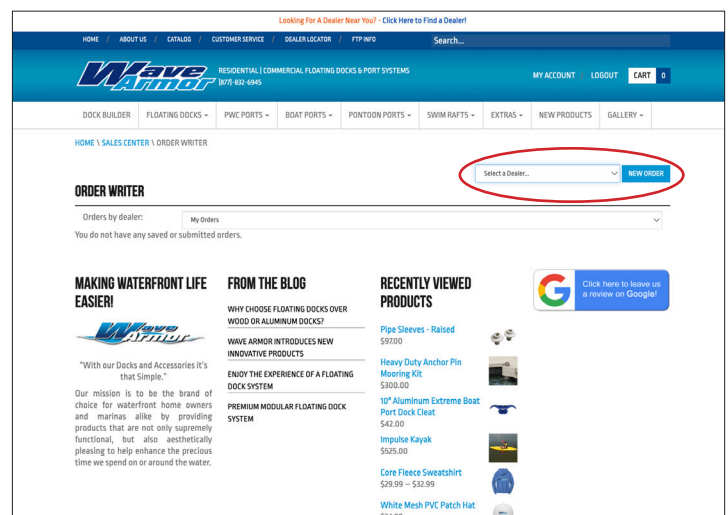 Looking For A Dealer Near You? - Click Here to Find a Dealer!
HOME / ABOUT US / CATALOG / CUSTOMER SERVICE / DEALER LOCATOR / FTP INFO
Search...
Wave Armor
RESIDENTIAL | COMMERCIAL FLOATING DOCKS & PORT SYSTEMS
(877)-832-6945
MY ACCOUNT LOGOUT CART 0
DOCK BUILDER FLOATING DOCKS PWC PORTS BOAT PORTS PONTOON PORTS SWIM RAFTS EXTRAS NEW PRODUCTS GALLERY
HOME \ SALES CENTER \ ORDER WRITER
Select a Dealer... NEW ORDER
ORDER WRITER
Orders by dealer: My Orders
You do not have any saved or submitted orders.
MAKING WATERFRONT LIFE
EASIER!
Wave Armor
"With our Docks and Accessories it's
that Simple."
Our mission is to be the brand of
choice for waterfront home owners
and marinas alike by providing
products that are not only supremely
functional, but also aesthetically
pleasing to help enhance the precious
time we spend on or around the water.
FROM THE BLOG
WHY CHOOSE FLOATING DOCKS OVER
WOOD OR ALUMINUM DOCKS?
WAVE ARMOR INTRODUCES NEW
INNOVATIVE PRODUCTS
ENJOY THE EXPERIENCE OF A FLOATING
DOCK SYSTEM
PREMIUM MODULAR FLOATING DOCK
SYSTEM
RECENTLY VIEWED
PRODUCTS
Pipe Sleeves - Raised
$97.00
Heavy Duty Anchor Pin
Mooring Kit
$300.00
10" Aluminum Extreme Boat
Port Dock Cleat
$42.00
Impulse Kayak
$525.00
Core Fleece Sweatshirt
$29.99 – $32.99
White Mesh PVC Patch Hat
Click here to leave us
a review on Google!